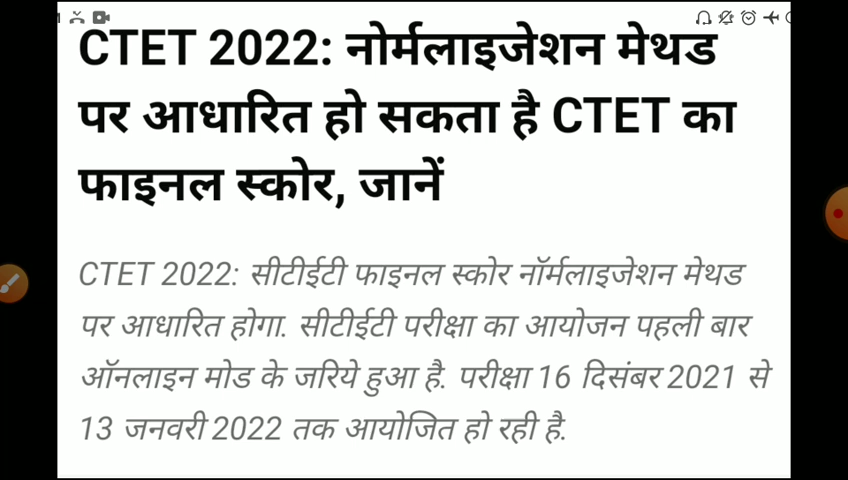 CTET 2022: नोर्मलाइजेशन मेथड
पर आधारित हो सकता है CTET का
फाइनल स्कोर, जानें
CTET 2022: सीटीईटी फाइनल स्कोर नॉर्मलाइजेशन मेथड
पर आधारित होगा. सीटीईटी परीक्षा का आयोजन पहली बार
ऑनलाइन मोड के जरिये हुआ है. परीक्षा 16 दिसंबर 2021 से
13 जनवरी 2022 तक आयोजित हो रही है.